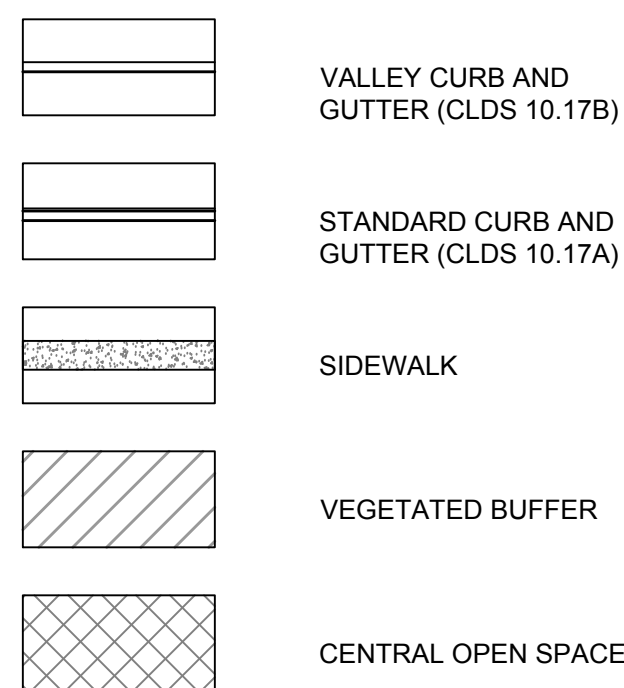 VALLEY CURB AND
GUTTER (CLDS 10.17B)
STANDARD CURB AND
GUTTER (CLDS 10.17A)
SIDEWALK
VEGETATED BUFFER
CENTRAL OPEN SPACE